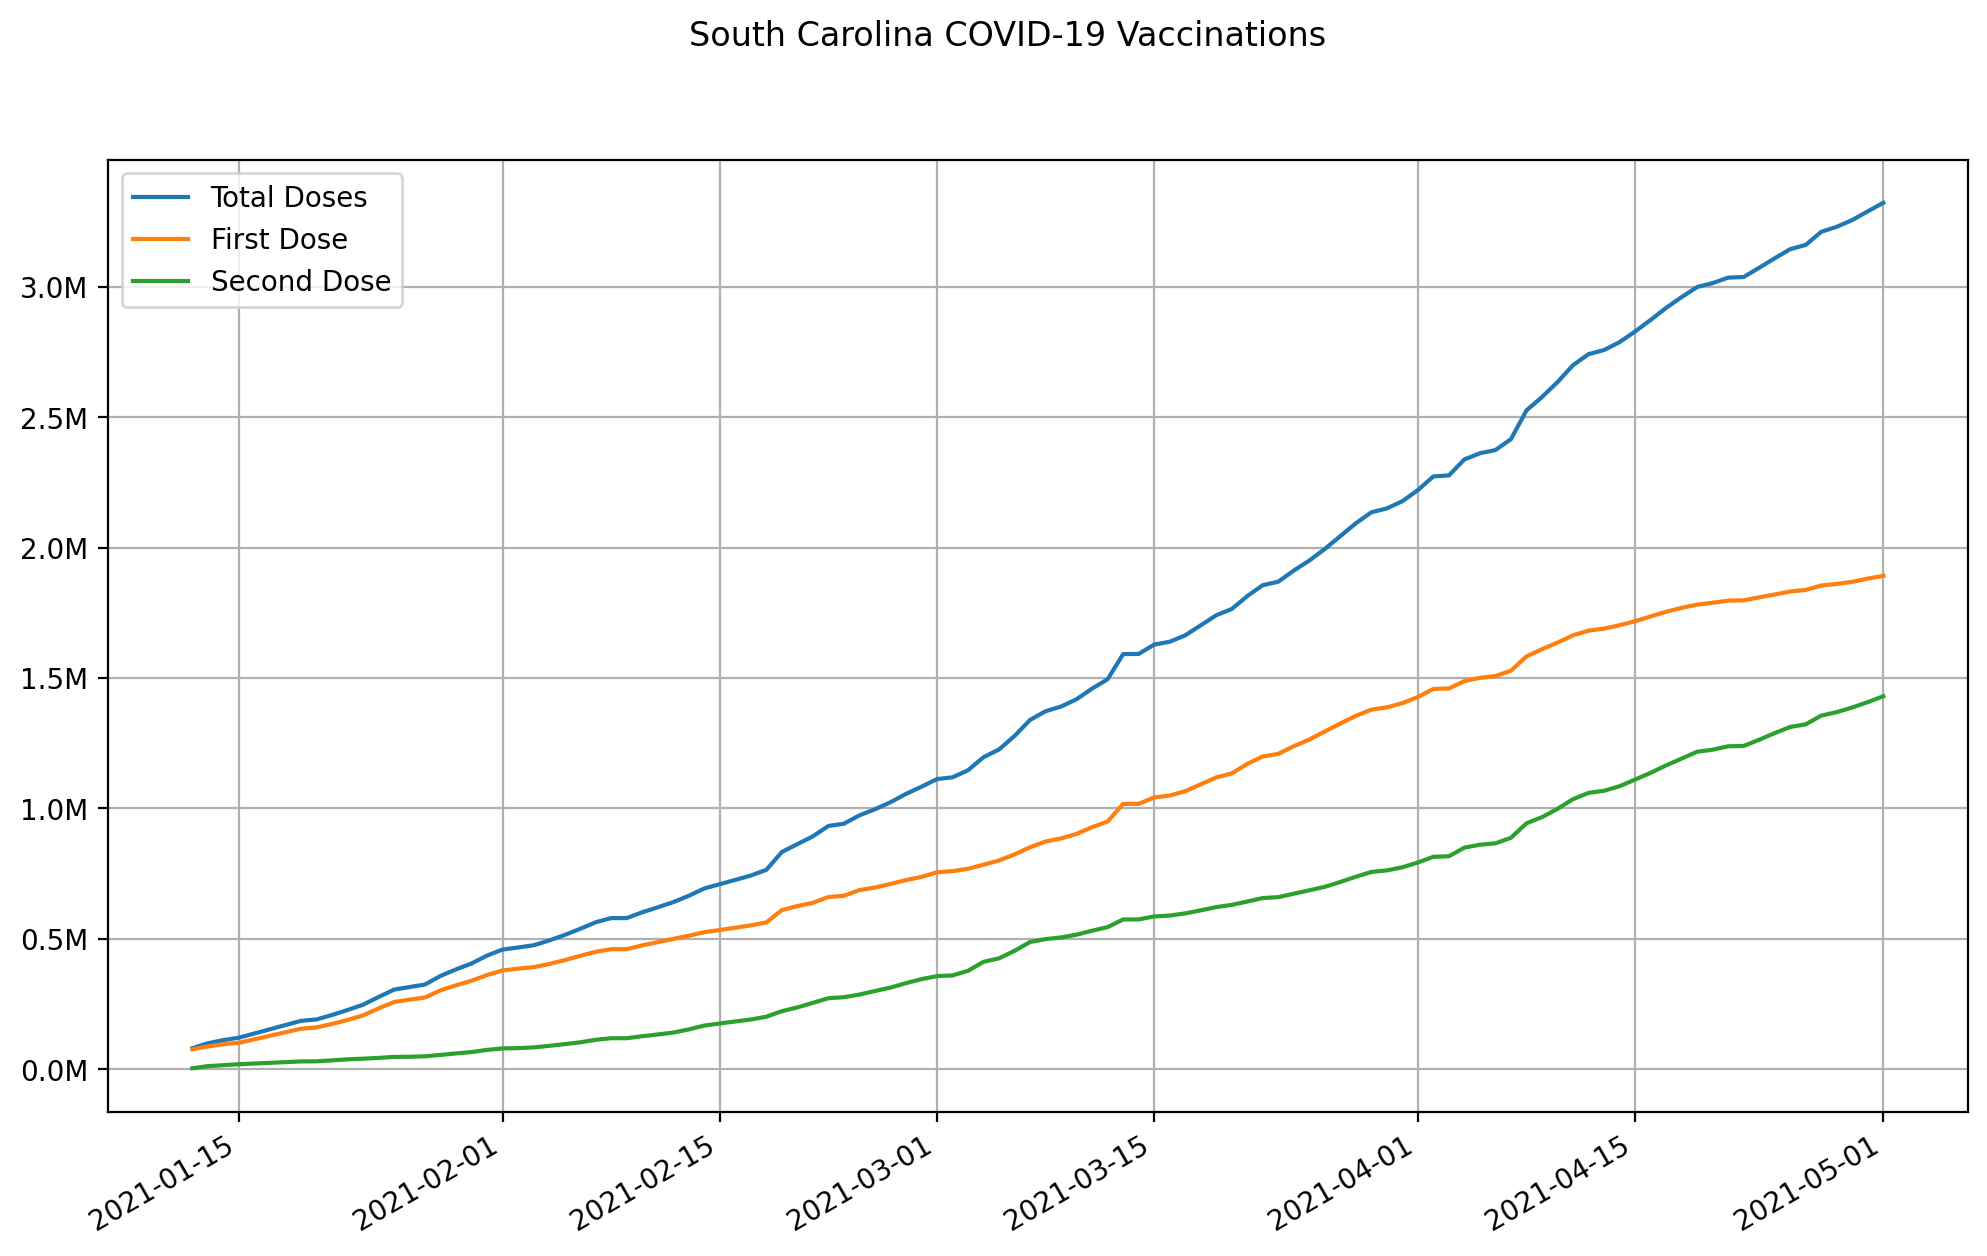 South Carolina COVID-19 Vaccinations
Total Doses
First Dose
Second Dose
3.0M
2.5M
2.0M
1.5M
1.0M
0.5M
0.0M
2021-01-15
2021-02-01
2021-02-15
2021-03-01
2021-03-15
2021-04-01
2021-04-15
2021-05-01